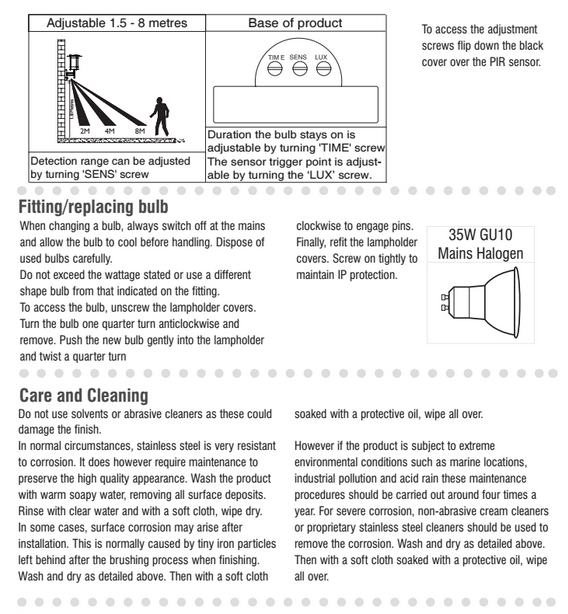 Adjustable 1.5 - 8 metres
2M 4M 8M
Detection range can be adjusted
by turning 'SENS' screw
Base of product
TIME SENS LUX
Duration the bulb stays on is
adjustable by turning 'TIME' screw
The sensor trigger point is adjust-
able by turning the 'LUX' screw.
To access the adjustment
screws flip down the black
cover over the PIR sensor.
Fitting/replacing bulb
When changing a bulb, always switch off at the mains
and allow the bulb to cool before handling. Dispose of
used bulbs carefully.
Do not exceed the wattage stated or use a different
shape bulb from that indicated on the fitting.
To access the bulb, unscrew the lampholder covers.
Turn the bulb one quarter turn anticlockwise and
remove. Push the new bulb gently into the lampholder
and twist a quarter turn
clockwise to engage pins.
Finally, refit the lampholder
covers. Screw on tightly to
maintain IP protection.
35W GU10
Mains Halogen
Care and Cleaning
Do not use solvents or abrasive cleaners as these could
damage the finish.
In normal circumstances, stainless steel is very resistant
to corrosion. It does however require maintenance to
preserve the high quality appearance. Wash the product
with warm soapy water, removing all surface deposits.
Rinse with clear water and with a soft cloth, wipe dry.
In some cases, surface corrosion may arise after
installation. This is normally caused by tiny iron particles
left behind after the brushing process when finishing.
Wash and dry as detailed above. Then with a soft cloth
soaked with a protective oil, wipe all over.
However if the product is subject to extreme
environmental conditions such as marine locations,
industrial pollution and acid rain these maintenance
procedures should be carried out around four times a
year. For severe corrosion, non-abrasive cream cleaners
or proprietary stainless steel cleaners should be used to
remove the corrosion. Wash and dry as detailed above.
Then with a soft cloth soaked with a protective oil, wipe
all over.